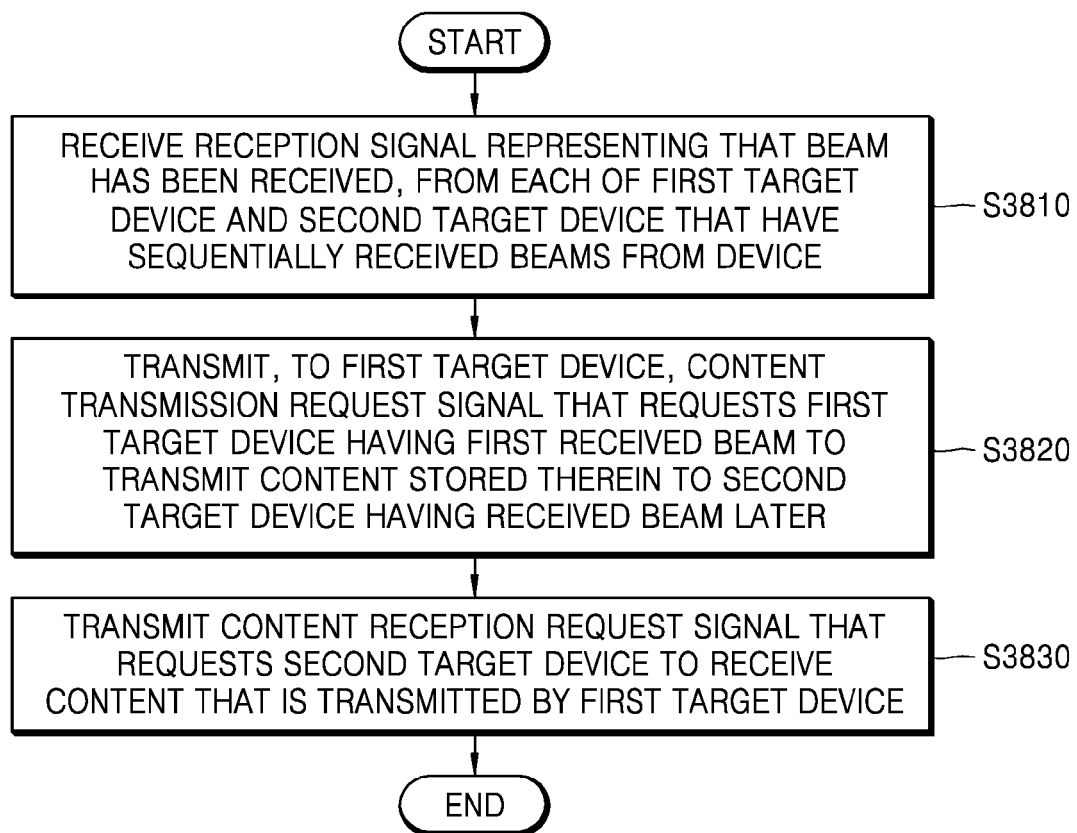 START
RECEIVE RECEPTION SIGNAL REPRESENTING THAT BEAM
HAS BEEN RECEIVED, FROM EACH OF FIRST TARGET
DEVICE AND SECOND TARGET DEVICE THAT HAVE
SEQUENTIALLY RECEIVED BEAMS FROM DEVICE
S3810
TRANSMIT, TO FIRST TARGET DEVICE, CONTENT
TRANSMISSION REQUEST SIGNAL THAT REQUESTS FIRST
TARGET DEVICE HAVING FIRST RECEIVED BEAM TO
TRANSMIT CONTENT STORED THEREIN TO SECOND
TARGET DEVICE HAVING RECEIVED BEAM LATER
S3820
TRANSMIT CONTENT RECEPTION REQUEST SIGNAL THAT
REQUESTS SECOND TARGET DEVICE TO RECEIVE
CONTENT THAT IS TRANSMITTED BY FIRST TARGET DEVICE
S3830
END